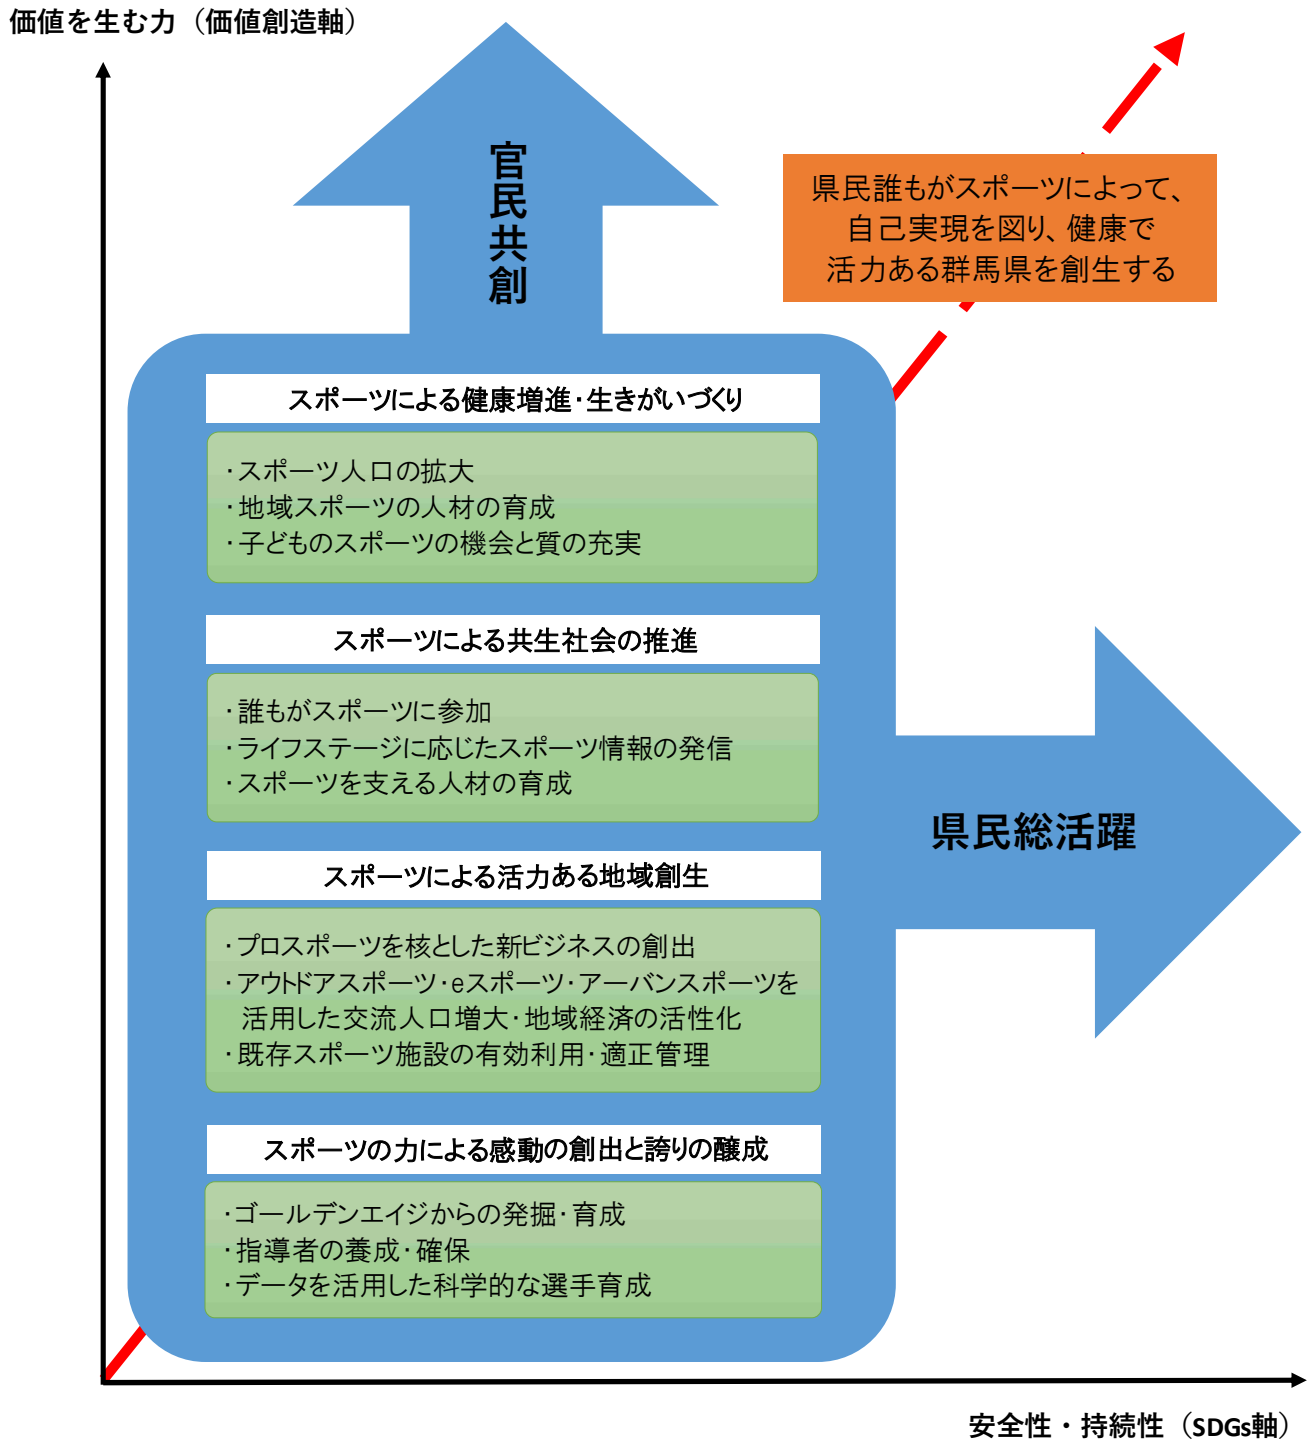 価値を生む力（価値創造軸）
官民共創
県民誰もがスポーツによって、
自己実現を図り、健康で
活力ある群馬県を創生する
スポーツによる健康増進・生きがいづくり
・スポーツ人口の拡大
・地域スポーツの人材の育成
・子どものスポーツの機会と質の充実
スポーツによる共生社会の推進
・誰もがスポーツに参加
・ライフステージに応じたスポーツ情報の発信
・スポーツを支える人材の育成
県民総活躍
スポーツによる活力ある地域創生
・プロスポーツを核とした新ビジネスの創出
・アウトドアスポーツ・eスポーツ・アーバンスポーツを
活用した交流人口増大・地域経済の活性化
・既存スポーツ施設の有効利用・適正管理
スポーツの力による感動の創出と誇りの醸成
・ゴールデンエイジからの発掘・育成
・指導者の養成・確保
・データを活用した科学的な選手育成
安全性・持続性（SDGs軸）